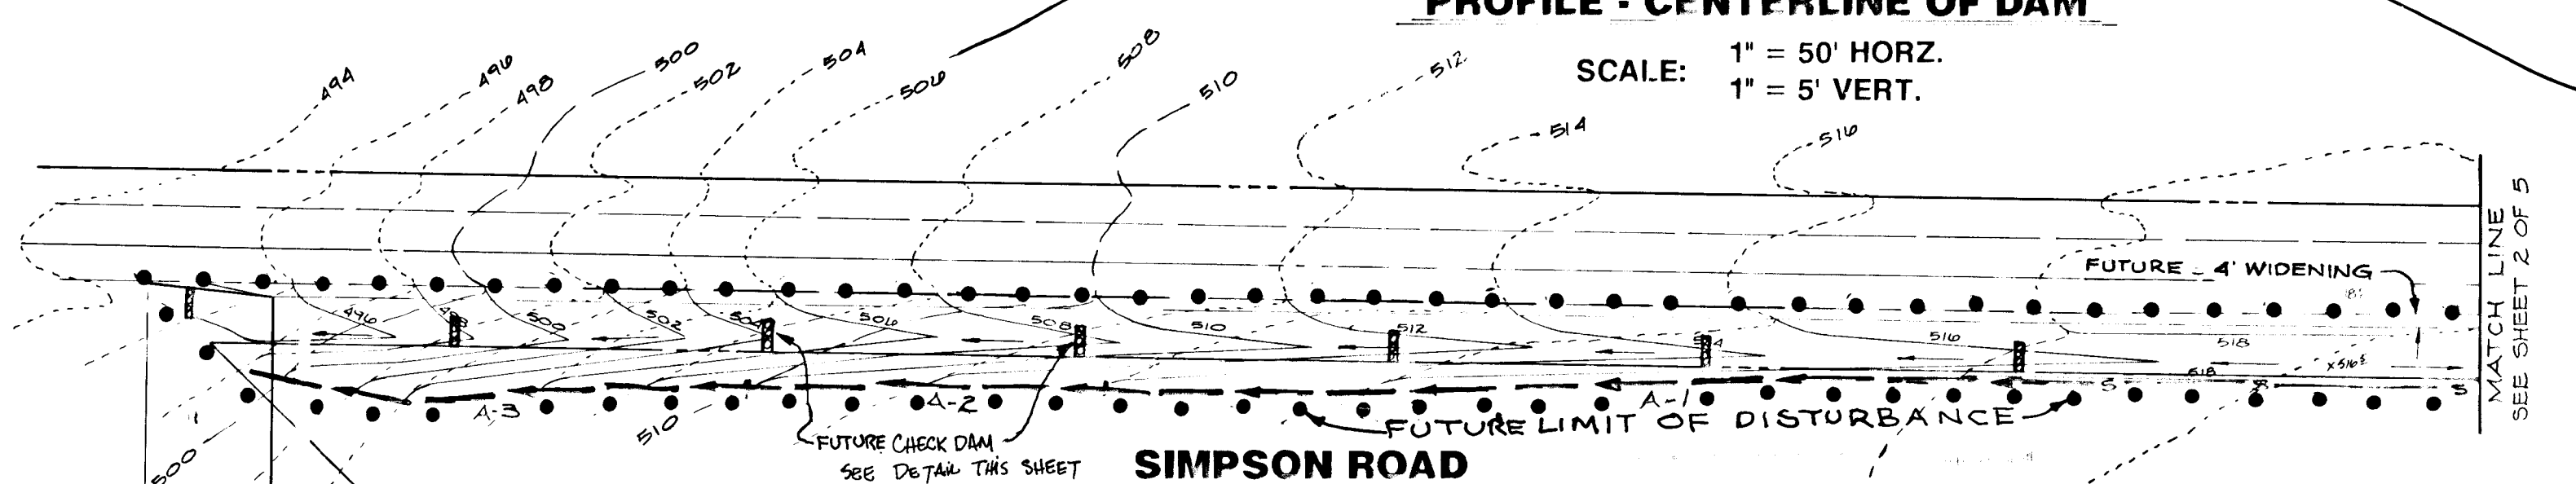 PROFILE - CENTERLINE OF DAM
SCALE: 1" = 50' HORZ.
1" = 5' VERT.
494
496
498
500
502
504
506
508
510
512
514
516
MATCH LINE
SEE SHEET 2 OF 5
FUTURE - 4' WIDENING
496
498
500
502
504
506
508
510
512
514
516
518
518
A-3
A-2
A-1
S
S
510
500
FUTURE LIMIT OF DISTURBANCE
FUTURE CHECK DAM
SEE DETAIL THIS SHEET
SIMPSON ROAD